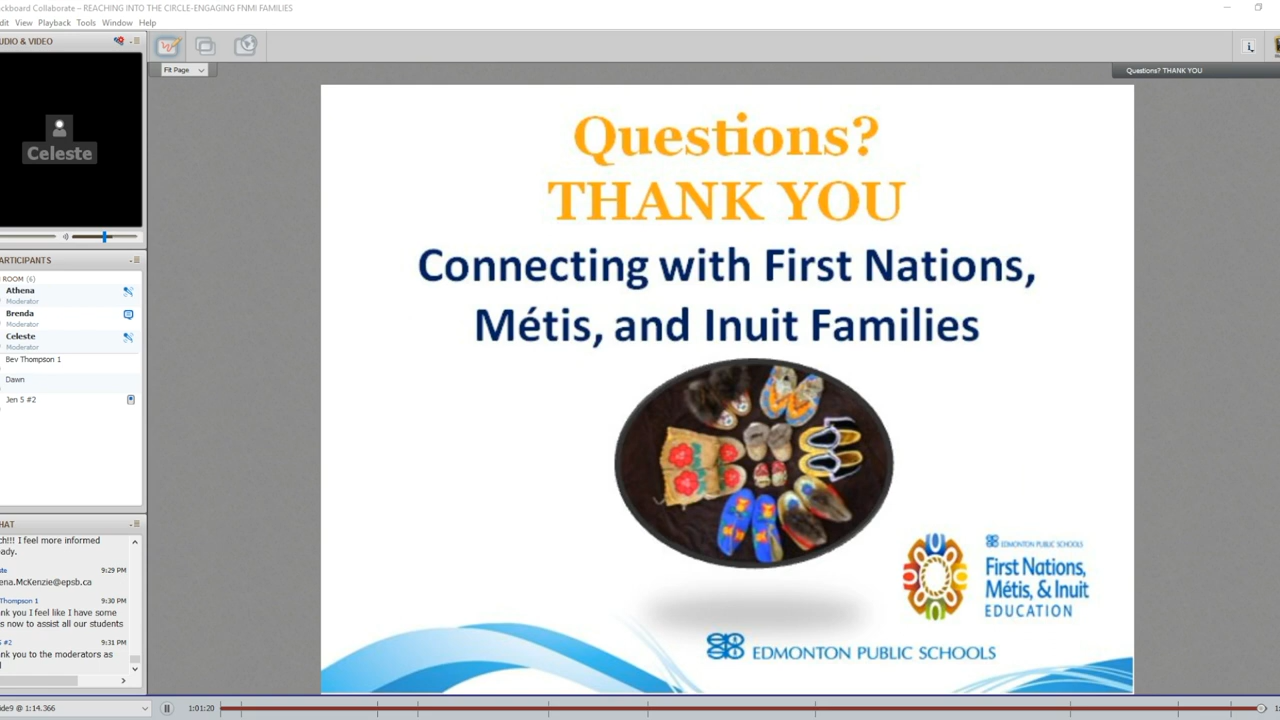 ckboard Collaborate – REACHING INTO THE CIRCLE-ENGAGING FNMI FAMILIES
dit View Playback Tools Window Help
UDIO & VIDEO
Celeste
ARTICIPANTS
ROOM (6)
Athena
Moderator
Brenda
Moderator
Celeste
Moderator
Bev Thompson 1
Dawn
Jen S #2
HAT
ch!!! I feel more informed
ady.
9:29 PM
ena.McKenzie@epsb.ca
Thompson 1 9:30 PM
nk you I feel like I have some
s now to assist all our students
#2 9:31 PM
nk you to the moderators as
Fit Page
Questions? THANK YOU
Questions?
THANK YOU
Connecting with First Nations,
Métis, and Inuit Families
EDMONTON PUBLIC SCHOOLS
First Nations,
Métis, & Inuit
EDUCATION
EDMONTON PUBLIC SCHOOLS
ide9 @ 1:14.366
1:01:20